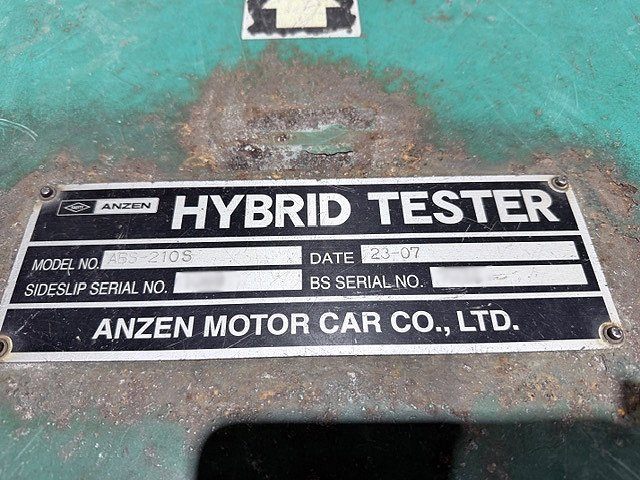 ANZEN HYBRID TESTER
MODEL NO. ABS-210S DATE 23-07
SIDESLIP SERIAL NO. BS SERIAL NO.
ANZEN MOTOR CAR CO., LTD.